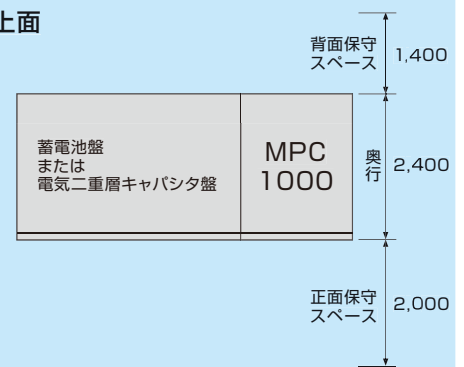 上面
背面保守
スペース
1,400
蓄電池盤
または
電気二重層キャパシタ盤
MPC
1000
奥行
2,400
正面保守
スペース
2,000